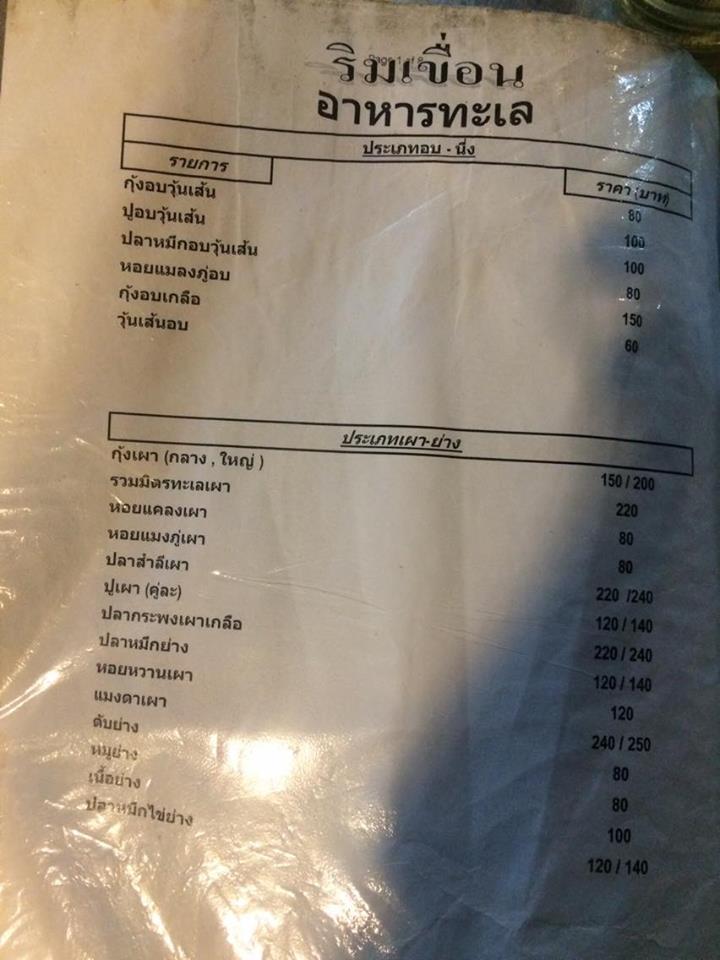 ริมเขื่อน
อาหารทะเล
ประเภทอบ - นึ่ง
รายการ ราคา (บาท)
กุ้งอบวุ้นเส้น 80
ปูอบวุ้นเส้น 100
ปลาหมึกอบวุ้นเส้น 100
หอยแมลงภู่อบ 80
กุ้งอบเกลือ 150
วุ้นเส้นอบ 60
ประเภทเผา-ย่าง
กุ้งเผา (กลาง , ใหญ่ ) 150 / 200
รวมมิตรทะเลเผา 220
หอยแครงเผา 80
หอยแมงภู่เผา 80
ปลาสำลีเผา 220 /240
ปูเผา (คู่ละ) 120 / 140
ปลากระพงเผาเกลือ 220 / 240
ปลาหมึกย่าง 120 / 140
หอยหวานเผา 120
แมงดาเผา 240 / 250
ตับย่าง 80
หมูย่าง 80
เนื้อย่าง 100
ปลาหมึกไข่ย่าง 120 / 140